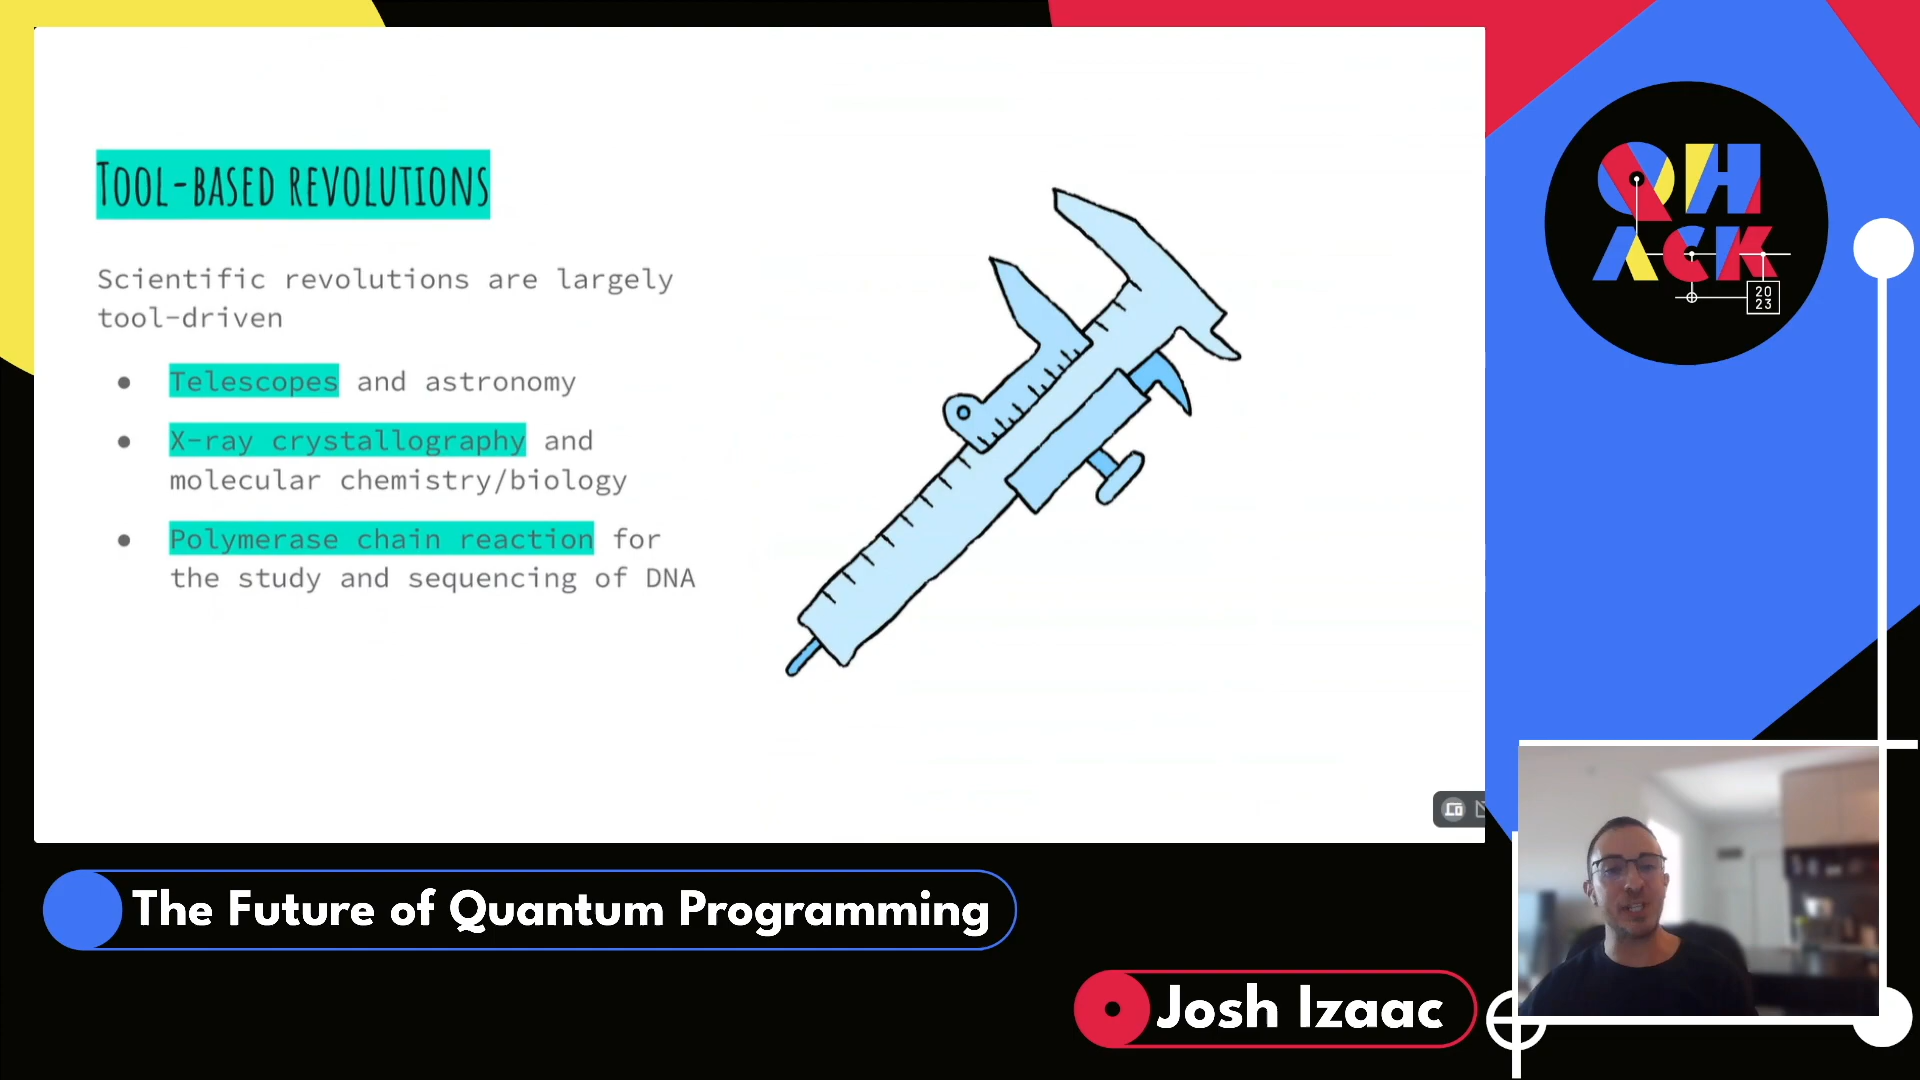 TOOL-BASED REVOLUTIONS
Scientific revolutions are largely
tool-driven
● Telescopes and astronomy
● X-ray crystallography and
molecular chemistry/biology
● Polymerase chain reaction for
the study and sequencing of DNA
QH
ACK
20
23
The Future of Quantum Programming
Josh Izaac